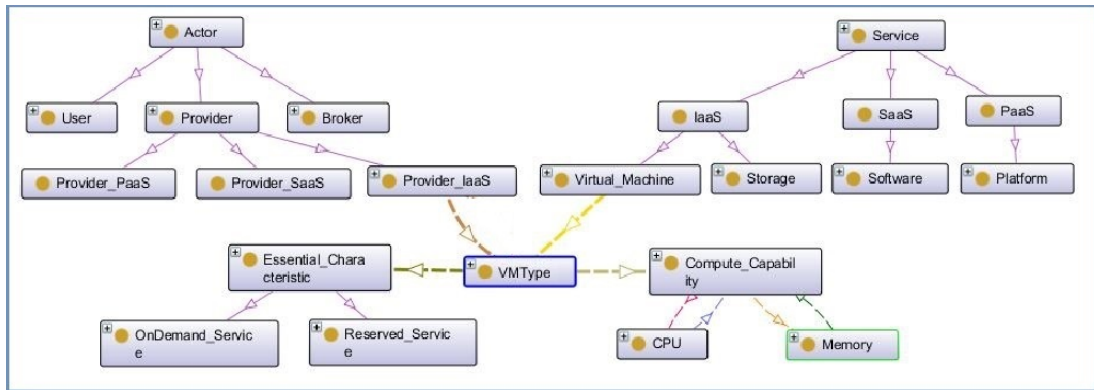 Actor
Service
User
Provider
Broker
IaaS
SaaS
PaaS
Provider_PaaS
Provider_SaaS
Provider_IaaS
Virtual_Machine
Storage
Software
Platform
Essential_Chara
cteristic
VMType
Compute_Capabil
ity
OnDemand_Servic
e
Reserved_Servic
e
CPU
Memory